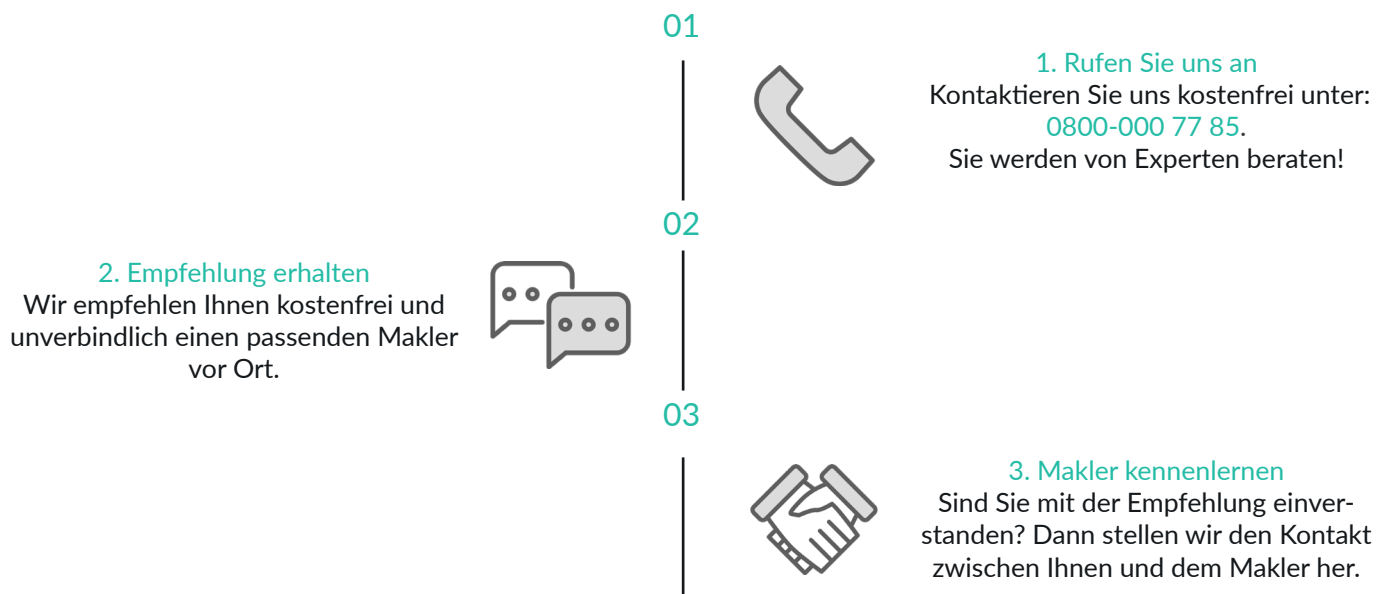 01
1. Rufen Sie uns an
Kontaktieren Sie uns kostenfrei unter:
0800-000 77 85.
Sie werden von Experten beraten!
02
2. Empfehlung erhalten
Wir empfehlen Ihnen kostenfrei und
unverbindlich einen passenden Makler
vor Ort.
03
3. Makler kennenlernen
Sind Sie mit der Empfehlung einver-
standen? Dann stellen wir den Kontakt
zwischen Ihnen und dem Makler her.